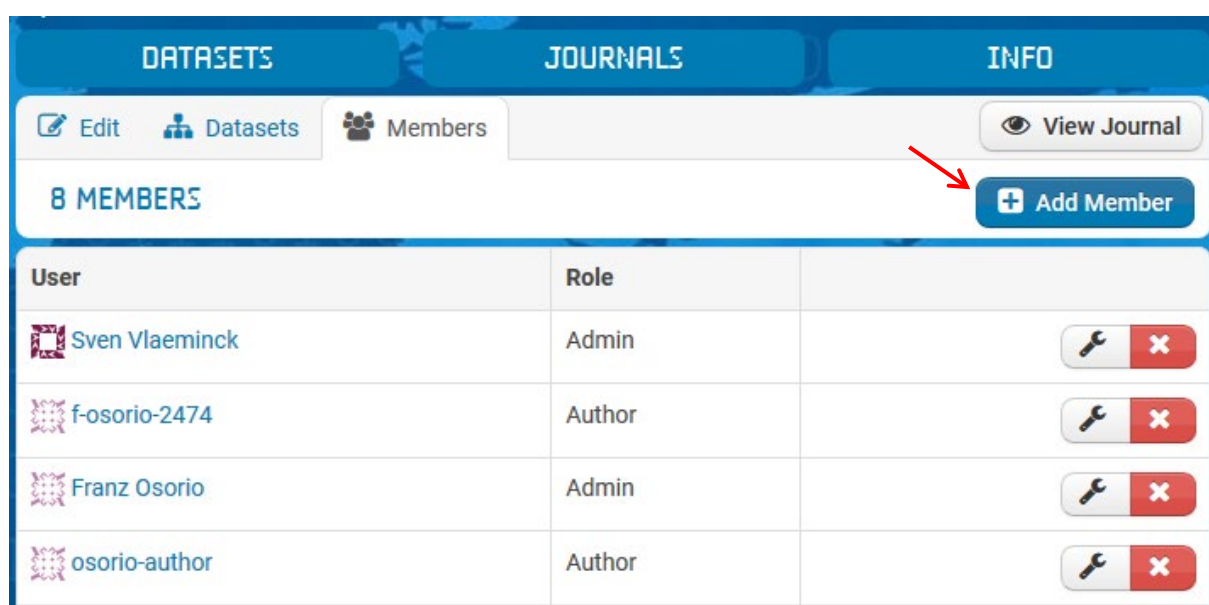 DATASETS JOURNALS INFO
Edit Datasets Members View Journal
8 MEMBERS Add Member
User Role
Sven Vlaeminck Admin
f-osorio-2474 Author
Franz Osorio Admin
osorio-author Author